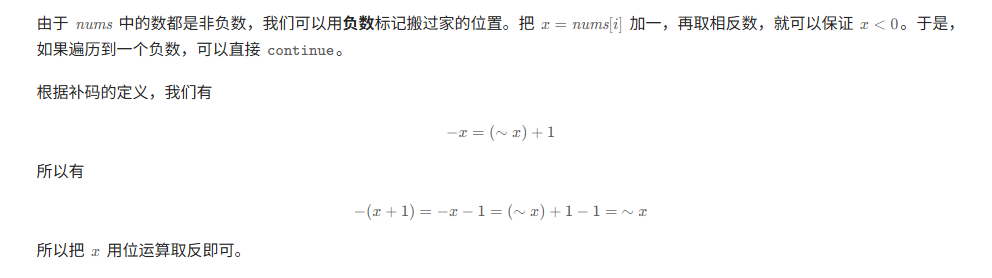 由于 nums 中的数都是非负数，我们可以用负数标记搬过家的位置。把 x = nums[i] 加一，再取相反数，就可以保证 x < 0。于是，
如果遍历到一个负数，可以直接 continue。
根据补码的定义，我们有
−x = (∼ x) + 1
所以有
−(x + 1) = −x − 1 = (∼ x) + 1 − 1 =∼ x
所以把 x 用位运算取反即可。